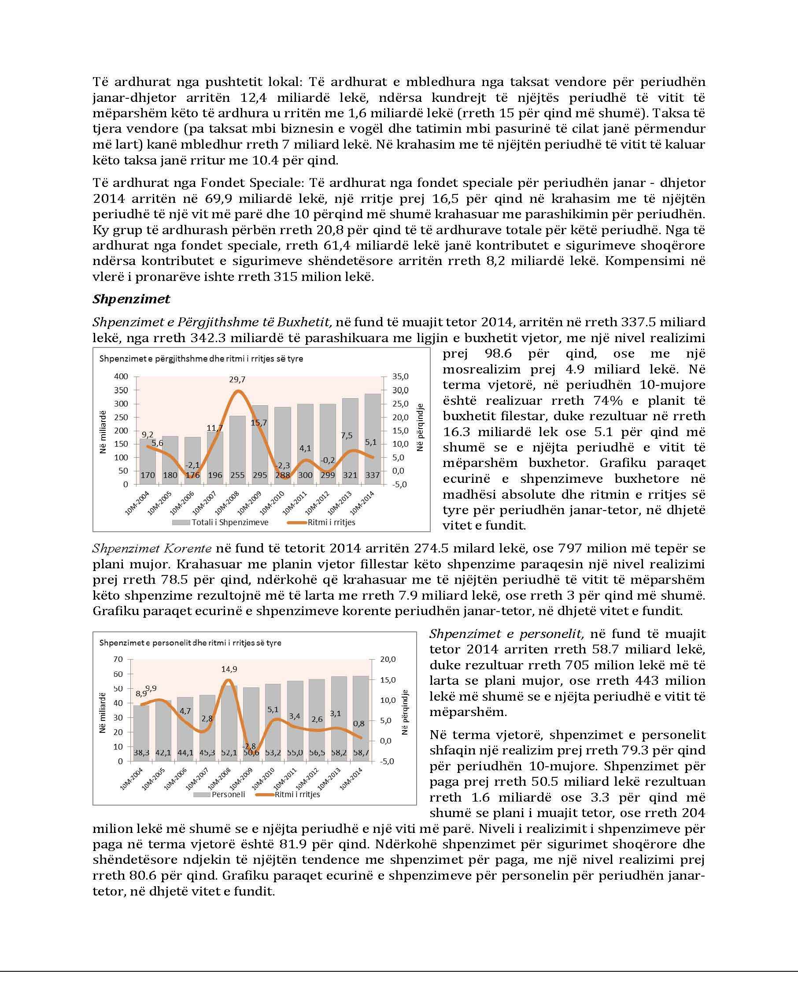 Të ardhurat nga pushtetit lokal: Të ardhurat e mbledhura nga taksat vendore për periudhën
janar-dhjetor arritën 12,4 miliardë lekë, ndërsa kundrejt të njëjtës periudhë të vitit të
mëparshëm këto të ardhura u rritën me 1,6 miliardë lekë (rreth 15 për qind më shumë). Taksa të
tjera vendore (pa taksat mbi biznesin e vogël dhe tatimin mbi pasurinë të cilat janë përmendur
më lart) kanë mbledhur rreth 7 miliard lekë. Në krahasim me të njëjtën periudhë të vitit të kaluar
këto taksa janë rritur me 10.4 për qind.
Të ardhurat nga Fondet Speciale: Të ardhurat nga fondet speciale për periudhën janar - dhjetor
2014 arritën në 69,9 miliardë lekë, një rritje prej 16,5 për qind në krahasim me të njëjtën
periudhë të një vit më parë dhe 10 përqind më shumë krahasuar me parashikimin për periudhën.
Ky grup të ardhurash përbën rreth 20,8 për qind të të ardhurave totale për këtë periudhë. Nga të
ardhurat nga fondet speciale, rreth 61,4 miliardë lekë janë kontributet e sigurimeve shoqërore
ndërsa kontributet e sigurimeve shëndetësore arritën rreth 8,2 miliardë lekë. Kompensimi në
vlerë i pronarëve ishte rreth 315 milion lekë.
Shpenzimet
Shpenzimet e Përgjithshme të Buxhetit, në fund të muajit tetor 2014, arritën në rreth 337.5 miliard
lekë, nga rreth 342.3 miliardë të parashikuara me ligjin e buxhetit vjetor, me një nivel realizimi
prej 98.6 për qind, ose me një
mosrealizim prej 4.9 miliard lekë. Në
terma vjetorë, në periudhën 10-mujore
është realizuar rreth 74% e planit të
buxhetit filestar, duke rezultuar në rreth
16.3 miliardë lek ose 5.1 për qind më
shumë se e njëjta periudhë e vitit të
mëparshëm buxhetor. Grafiku paraqet
ecurinë e shpenzimeve buxhetore në
madhësi absolute dhe ritmin e rritjes së
tyre për periudhën janar-tetor, në dhjetë
vitet e fundit.
Shpenzimet e përgjithshme dhe ritmi i rritjes së tyre
Në miliardë
400
350
300
250
200
150
100
50
0
35,0
30,0
25,0
20,0
15,0
10,0
5,0
0,0
-5,0
Në përqindje
9,2 5,6 -2,1 11,7 29,7 15,7 -2,3 4,1 -0,2 7,5 5,1
170 180 176 196 255 295 288 300 299 321 337
10M-2004 10M-2005 10M-2006 10M-2007 10M-2008 10M-2009 10M-2010 10M-2011 10M-2012 10M-2013 10M-2014
Totali i Shpenzimeve Ritmi i rritjes
Shpenzimet Korente në fund të tetorit 2014 arritën 274.5 milard lekë, ose 797 milion më tepër se
plani mujor. Krahasuar me planin vjetor fillestar këto shpenzime paraqesin një nivel realizimi
prej rreth 78.5 për qind, ndërkohë që krahasuar me të njëjtën periudhë të vitit të mëparshëm
këto shpenzime rezultojnë më të larta me rreth 7.9 miliard lekë, ose rreth 3 për qind më shumë.
Grafiku paraqet ecurinë e shpenzimeve korente periudhën janar-tetor, në dhjetë vitet e fundit.
Shpenzimet e personelit dhe ritmi i rritjes së tyre
Në miliardë
70
60
50
40
30
20
10
0
20,0
15,0
10,0
5,0
0,0
-5,0
Në përqindje
8,9 9,9 4,7 2,8 14,9 -2,8 5,1 3,4 2,6 3,1 0,8
38,3 42,1 44,1 45,3 52,1 50,6 53,2 55,0 56,5 58,2 58,7
10M-2004 10M-2005 10M-2006 10M-2007 10M-2008 10M-2009 10M-2010 10M-2011 10M-2012 10M-2013 10M-2014
Personeli Ritmi i rritjes
Shpenzimet e personelit, në fund të muajit
tetor 2014 arriten rreth 58.7 miliard lekë,
duke rezultuar rreth 705 milion lekë më të
larta se plani mujor, ose rreth 443 milion
lekë më shumë se e njëjta periudhë e vitit të
mëparshëm.
Në terma vjetorë, shpenzimet e personelit
shfaqin një realizim prej rreth 79.3 për qind
për periudhën 10-mujore. Shpenzimet për
paga prej rreth 50.5 miliard lekë rezultuan
rreth 1.6 miliardë ose 3.3 për qind më
shumë se plani i muajit tetor, ose rreth 204
milion lekë më shumë se e njëjta periudhë e një viti më parë. Niveli i realizimit i shpenzimeve për
paga në terma vjetorë është 81.9 për qind. Ndërkohë shpenzimet për sigurimet shoqërore dhe
shëndetësore ndjekin të njëjtën tendence me shpenzimet për paga, me një nivel realizimi prej
rreth 80.6 për qind. Grafiku paraqet ecurinë e shpenzimeve për personelin për periudhën janar-
tetor, në dhjetë vitet e fundit.